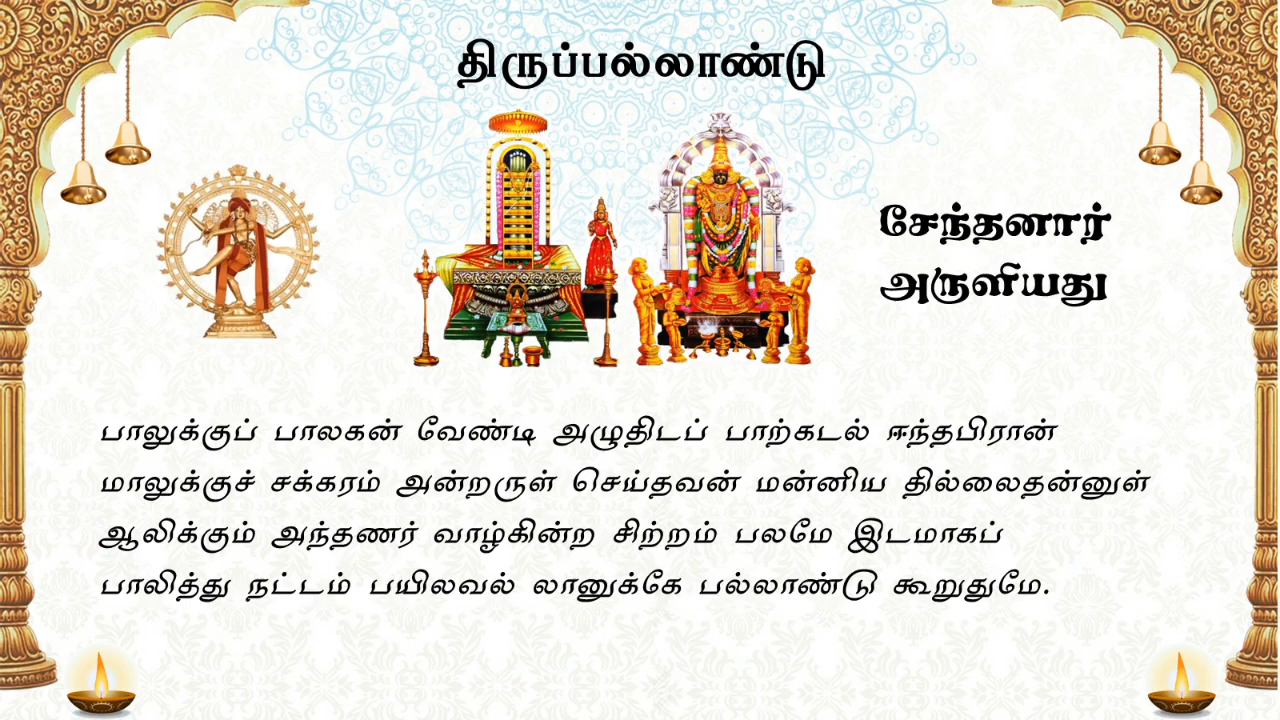 திருப்பல்லாண்டு
சேந்தனார்
அருளியது
பாலுக்குப் பாலகன் வேண்டி அழுதிடப் பாற்கடல் ஈந்தபிரான்
மாலுக்குச் சக்கரம் அன்றருள் செய்தவன் மன்னிய தில்லைதன்னுள்
ஆலிக்கும் அந்தணர் வாழ்கின்ற சிற்றம் பலமே இடமாகப்
பாலித்து நட்டம் பயிலவல் லானுக்கே பல்லாண்டு கூறுதுமே.